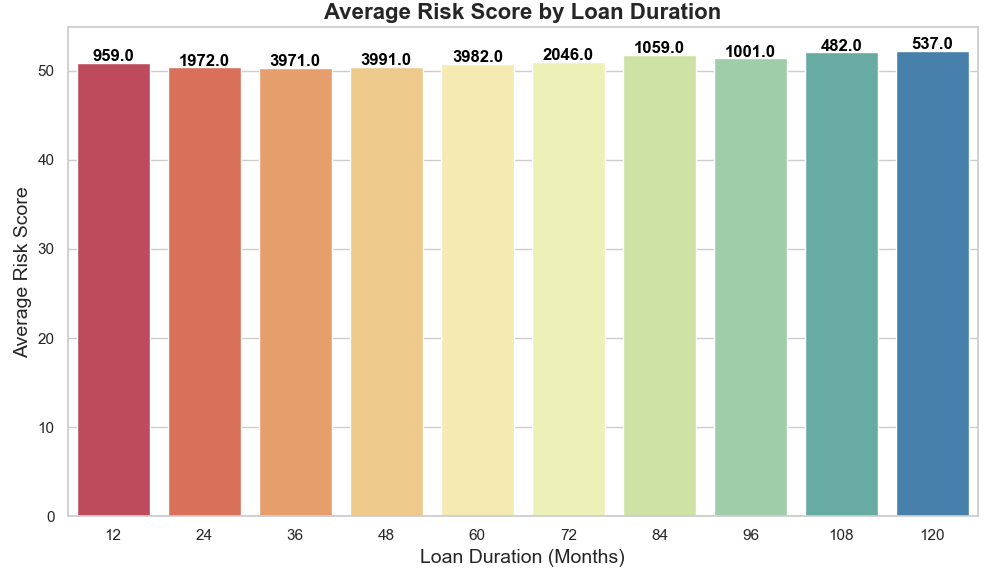 Average Risk Score by Loan Duration
959.0 1972.0 3971.0 3991.0 3982.0 2046.0 1059.0 1001.0 482.0 537.0
50
40
30
20
10
0
Average Risk Score
12 24 36 48 60 72 84 96 108 120
Loan Duration (Months)